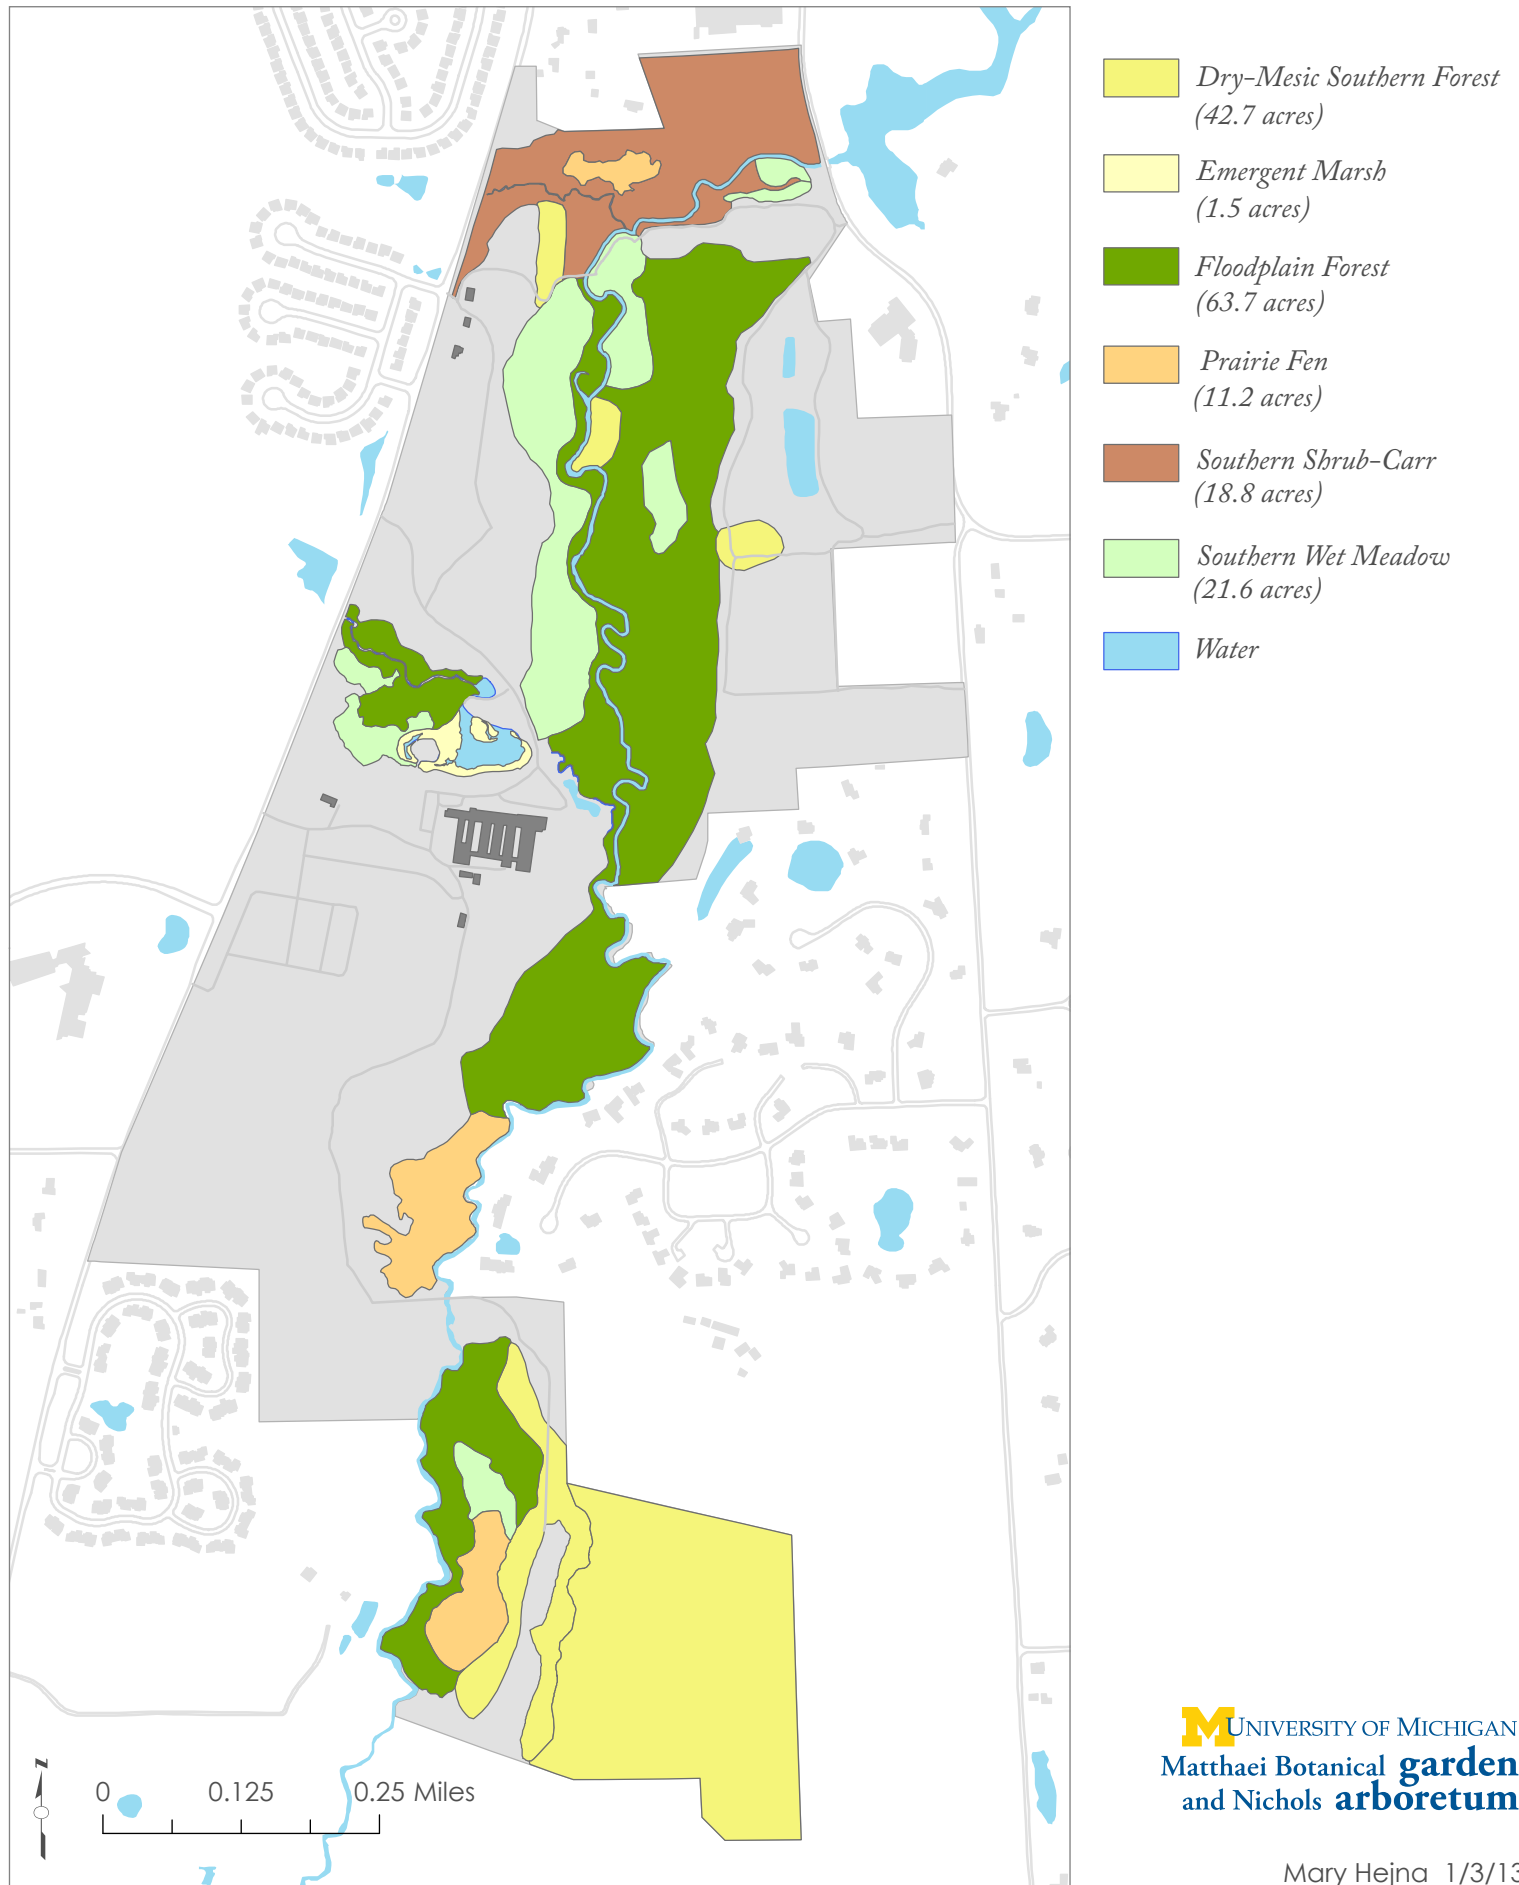 Dry-Mesic Southern Forest
(42.7 acres)
Emergent Marsh
(1.5 acres)
Floodplain Forest
(63.7 acres)
Prairie Fen
(11.2 acres)
Southern Shrub-Carr
(18.8 acres)
Southern Wet Meadow
(21.6 acres)
Water
M UNIVERSITY OF MICHIGAN
Matthaei Botanical garden
and Nichols arboretum
N
0 0.125 0.25 Miles
Mary Hejna 1/3/13